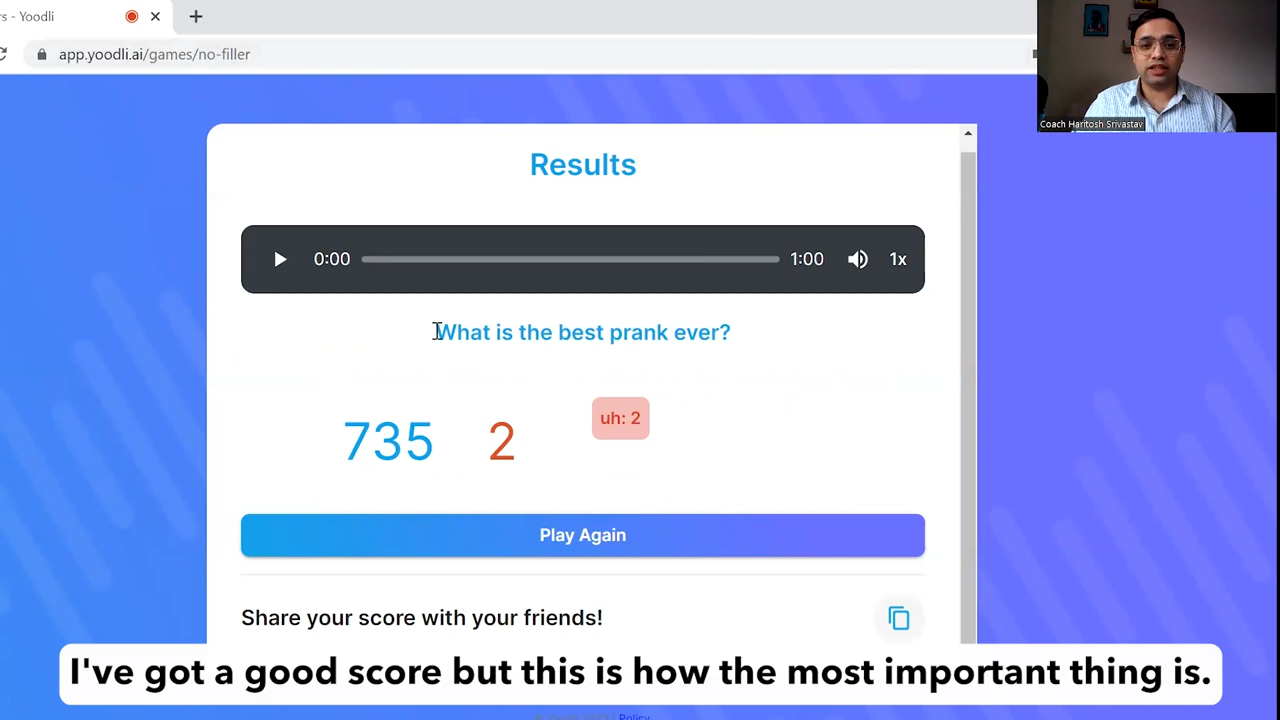 rs - Yoodli
app.yoodli.ai/games/no-filler
Coach Haritosh Srivastav
Results
0:00
1:00
1x
What is the best prank ever?
735
2
uh: 2
Play Again
Share your score with your friends!
I've got a good score but this is how the most important thing is.
Policy